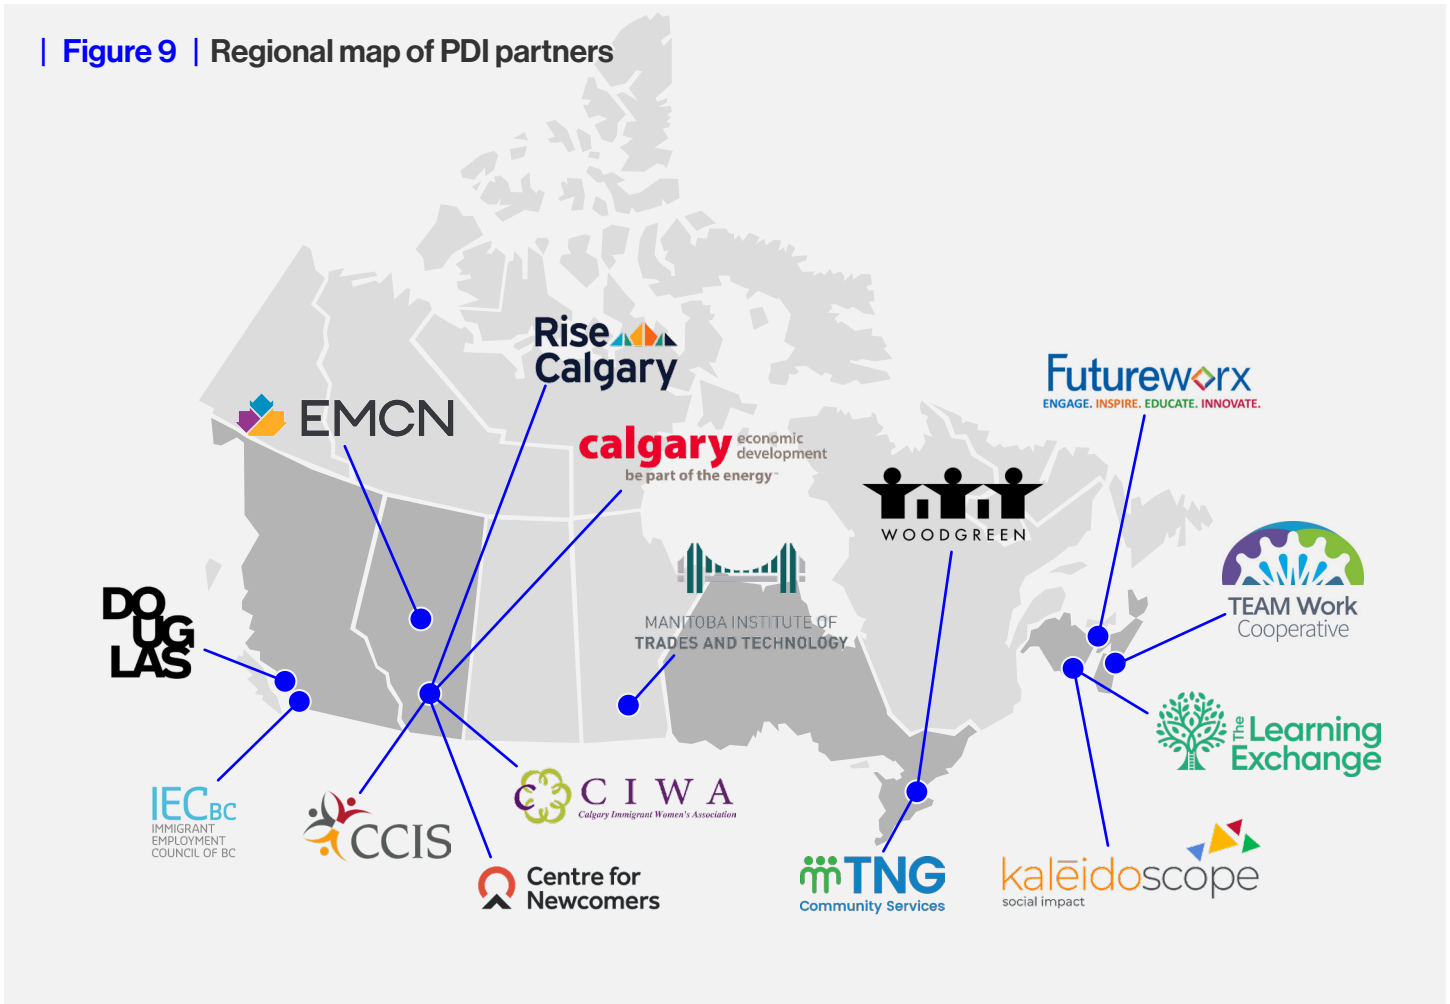 | Figure 9 | Regional map of PDI partners
Rise
Calgary
EMCN
calgary economic
development
be part of the energy™
Futureworx
ENGAGE. INSPIRE. EDUCATE. INNOVATE.
WOODGREEN
TEAM Work
Cooperative
DO
UG
LAS
MANITOBA INSTITUTE OF
TRADES AND TECHNOLOGY
The Learning
Exchange
IEC BC
IMMIGRANT
EMPLOYMENT
COUNCIL OF BC
CCIS
CIWA
Calgary Immigrant Women's Association
Centre for
Newcomers
TNG
Community Services
kalēidoscope
social impact